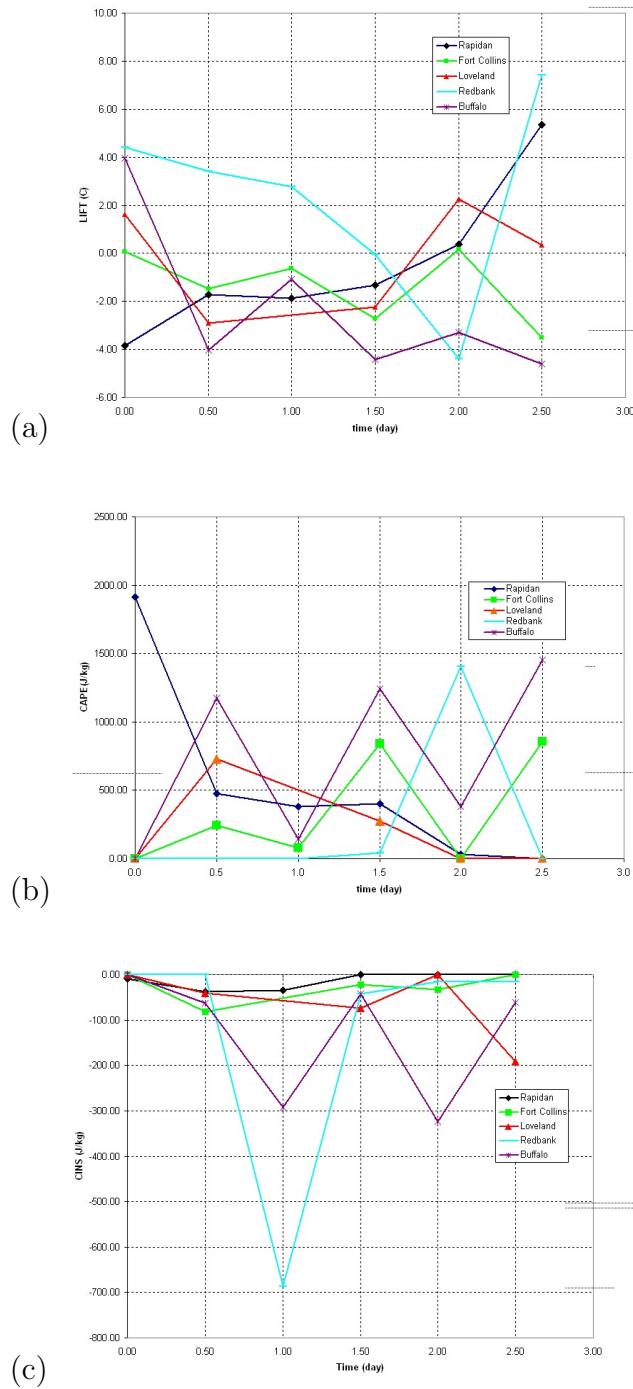 10.00
8.00
6.00
4.00
2.00
0.00
-2.00
-4.00
-6.00
LIFT (C)
Rapidan
Fort Collins
Loveland
Redbank
Buffalo
0.00 0.50 1.00 1.50 2.00 2.50 3.00
time (day)
(a)
2500.00
2000.00
1500.00
1000.00
500.00
0.00
CAPE(J/kg)
Rapidan
Fort Collins
Loveland
Redbank
Buffalo
0.0 0.5 1.0 1.5 2.0 2.5 3.0
time (day)
(b)
0.00
-100.00
-200.00
-300.00
-400.00
-500.00
-600.00
-700.00
-800.00
CINS (J/kg)
Rapidan
Fort Collins
Loveland
Redbank
Buffalo
0.00 0.50 1.00 1.50 2.00 2.50 3.00
Time (day)
(c)